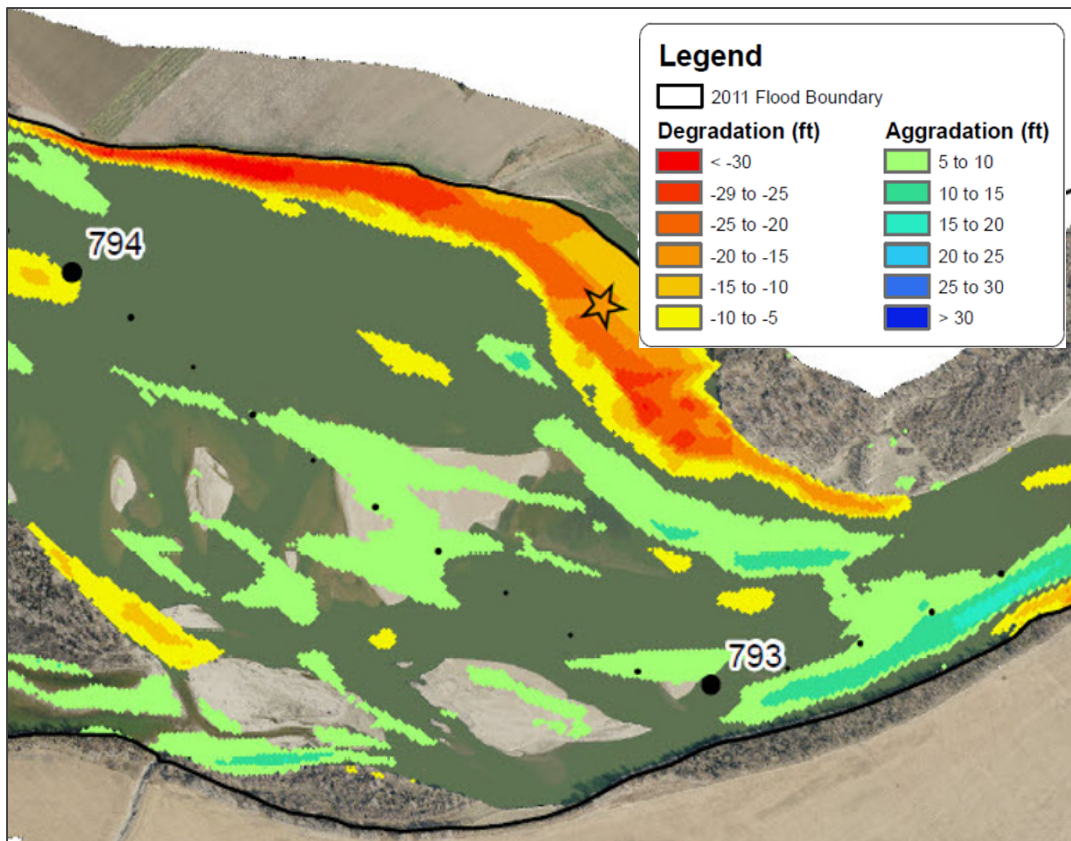 Legend
2011 Flood Boundary
Degradation (ft)
< -30
-29 to -25
-25 to -20
-20 to -15
-15 to -10
-10 to -5
Aggradation (ft)
5 to 10
10 to 15
15 to 20
20 to 25
25 to 30
> 30
794
793